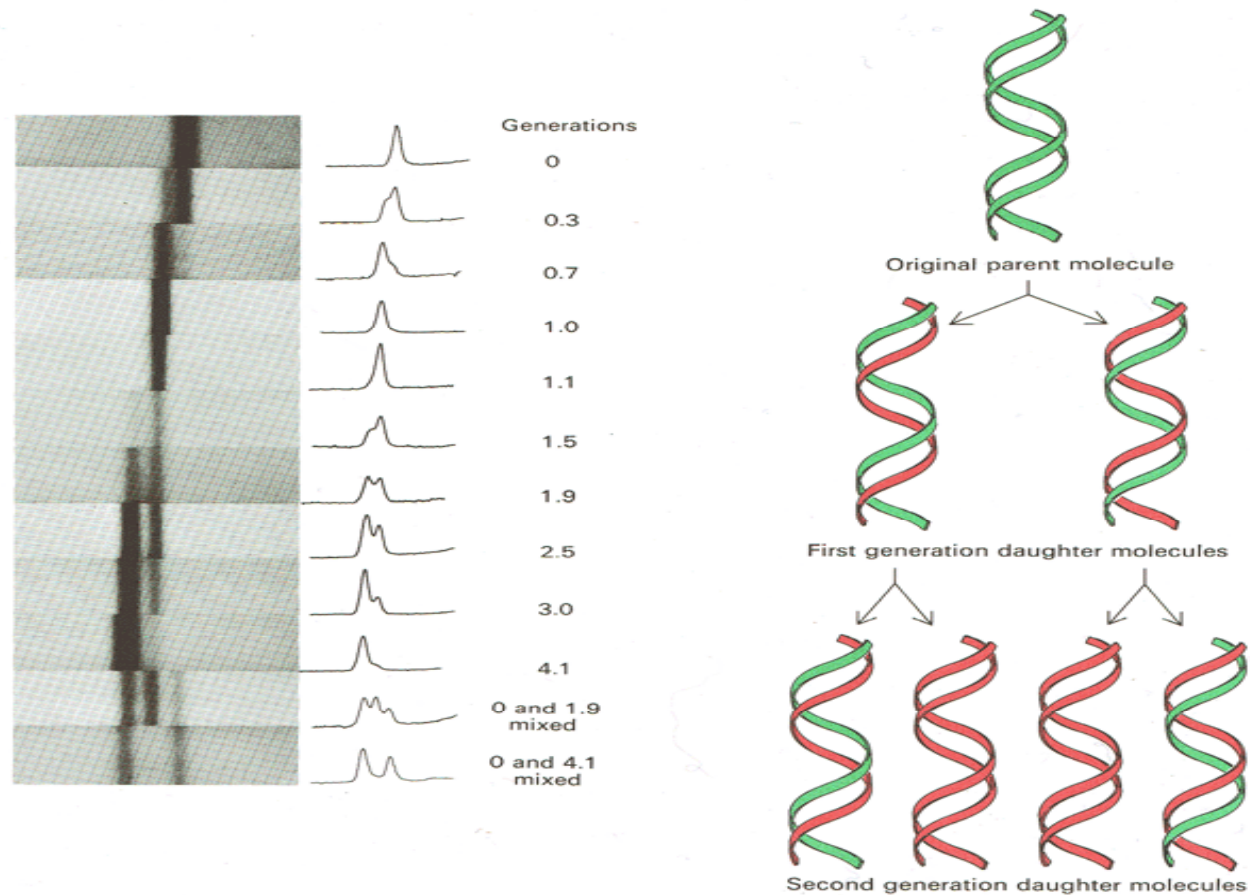 Generations
0
0.3
0.7
1.0
1.1
1.5
1.9
2.5
3.0
4.1
0 and 1.9
mixed
0 and 4.1
mixed
Original parent molecule
First generation daughter molecules
Second generation daughter molecules